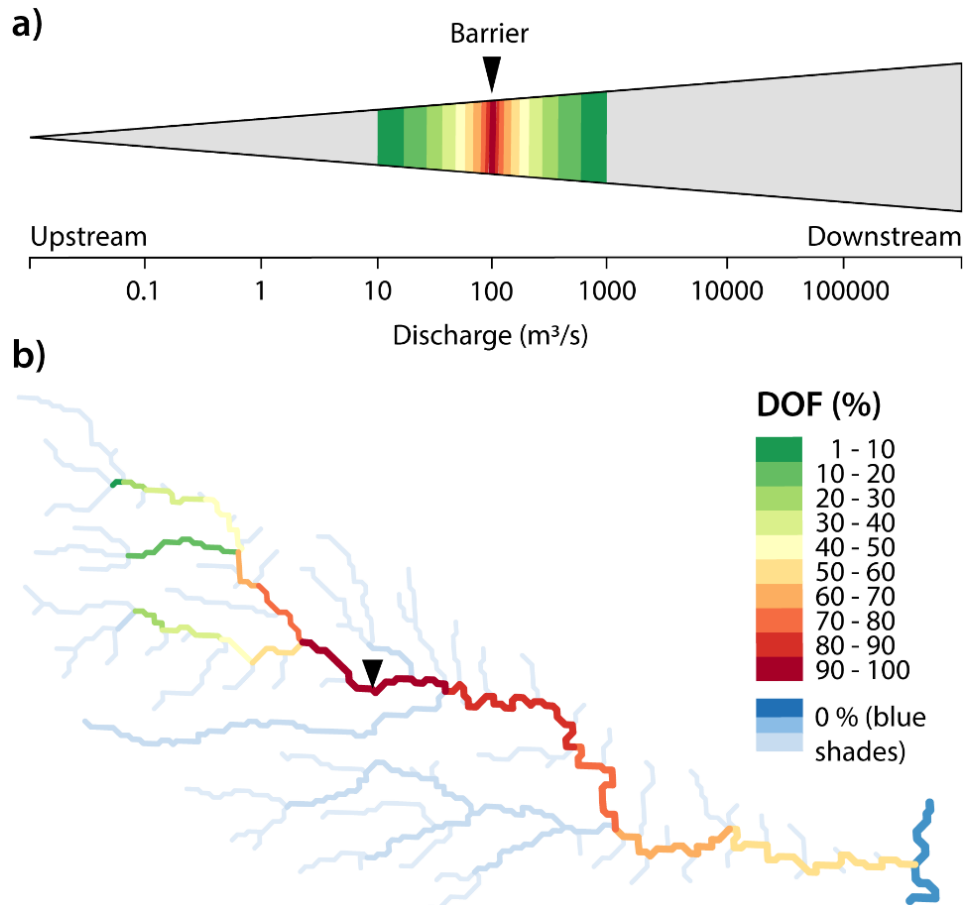 a)
Barrier
Upstream
Downstream
0.1 1 10 100 1000 10000 100000
Discharge (m³/s)
b)
DOF (%)
1 - 10
10 - 20
20 - 30
30 - 40
40 - 50
50 - 60
60 - 70
70 - 80
80 - 90
90 - 100
0 % (blue
shades)